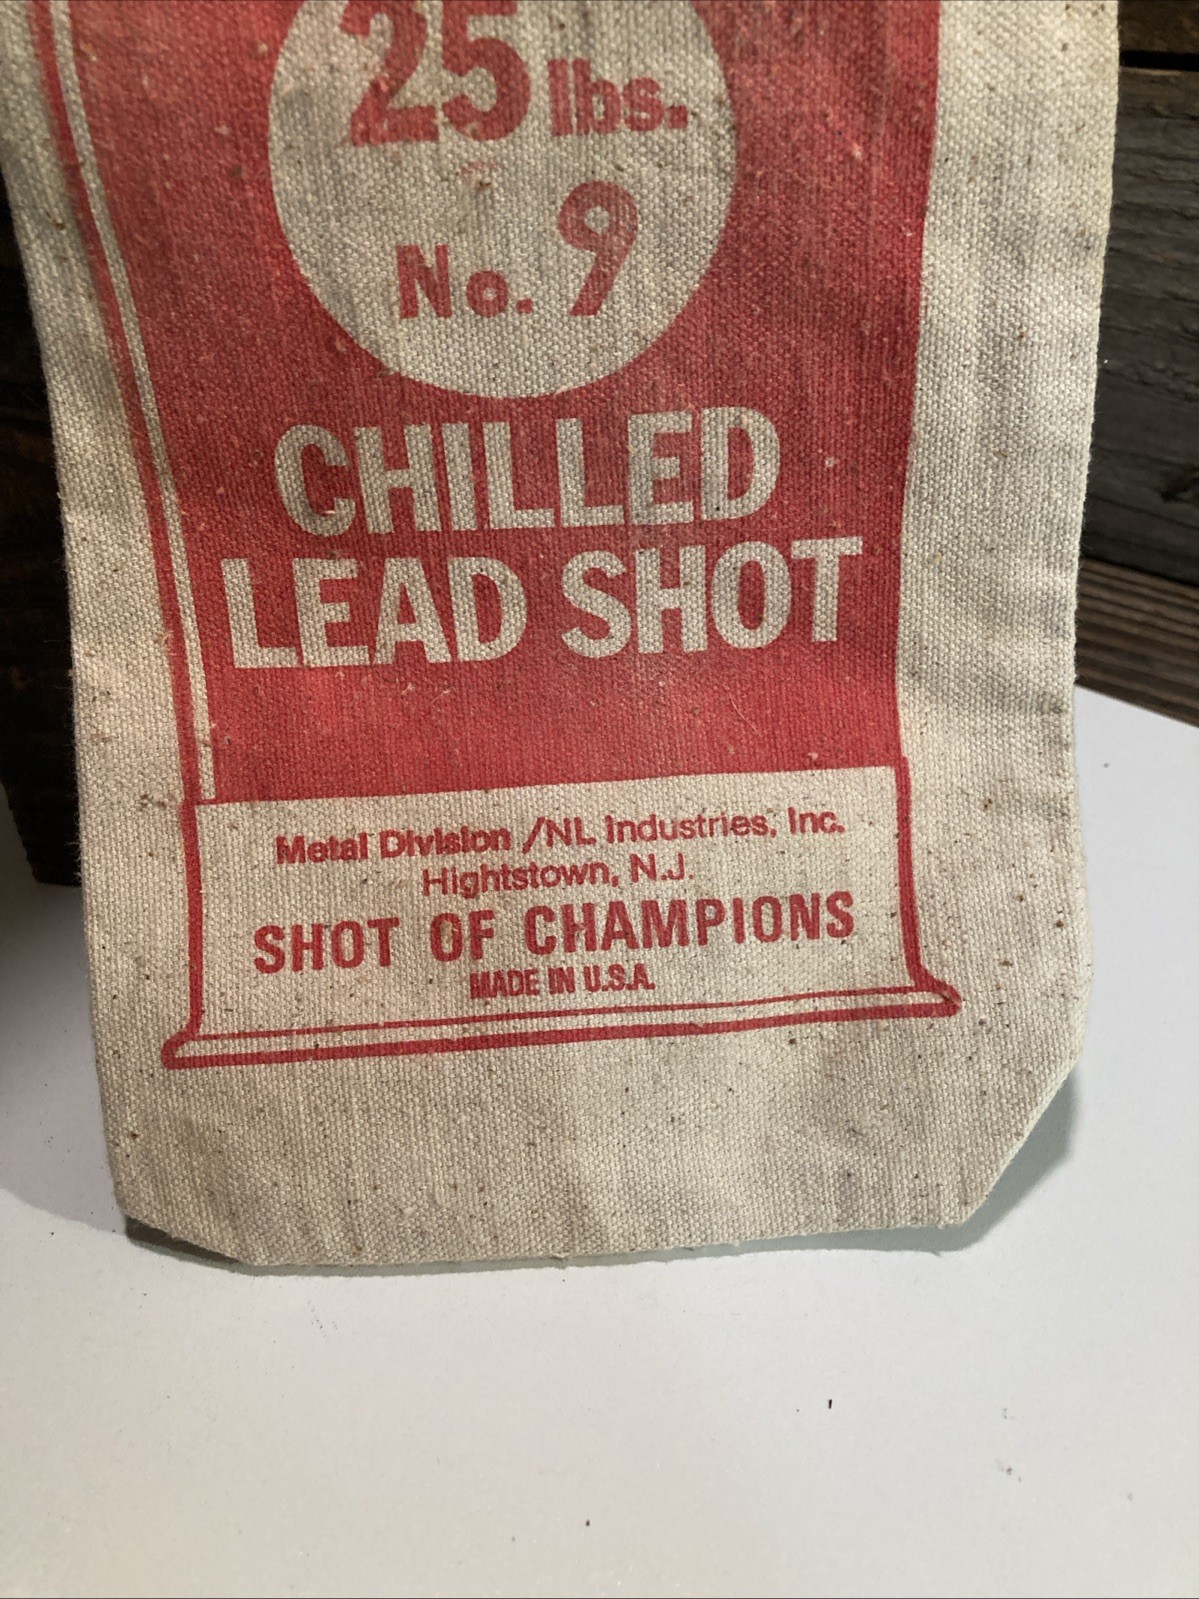 25 lbs.
No. 9
CHILLED
LEAD SHOT
Metal Division /NL Industries, Inc.
Hightstown, N.J.
SHOT OF CHAMPIONS
MADE IN U.S.A.